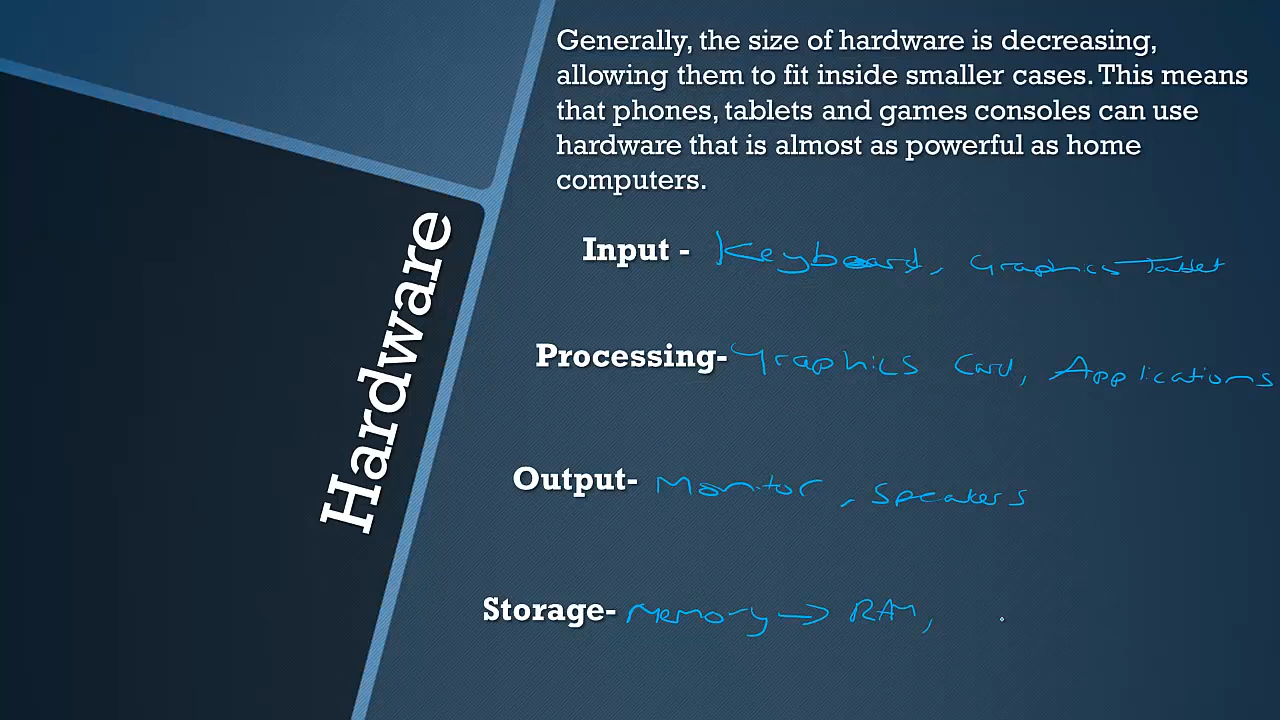 Generally, the size of hardware is decreasing,
allowing them to fit inside smaller cases. This means
that phones, tablets and games consoles can use
hardware that is almost as powerful as home
computers.
Hardware
Input - Keyboard, Graphics Tablet
Processing- Graphics Card, Applications
Output- Monitor, Speakers
Storage- Memory → RAM,